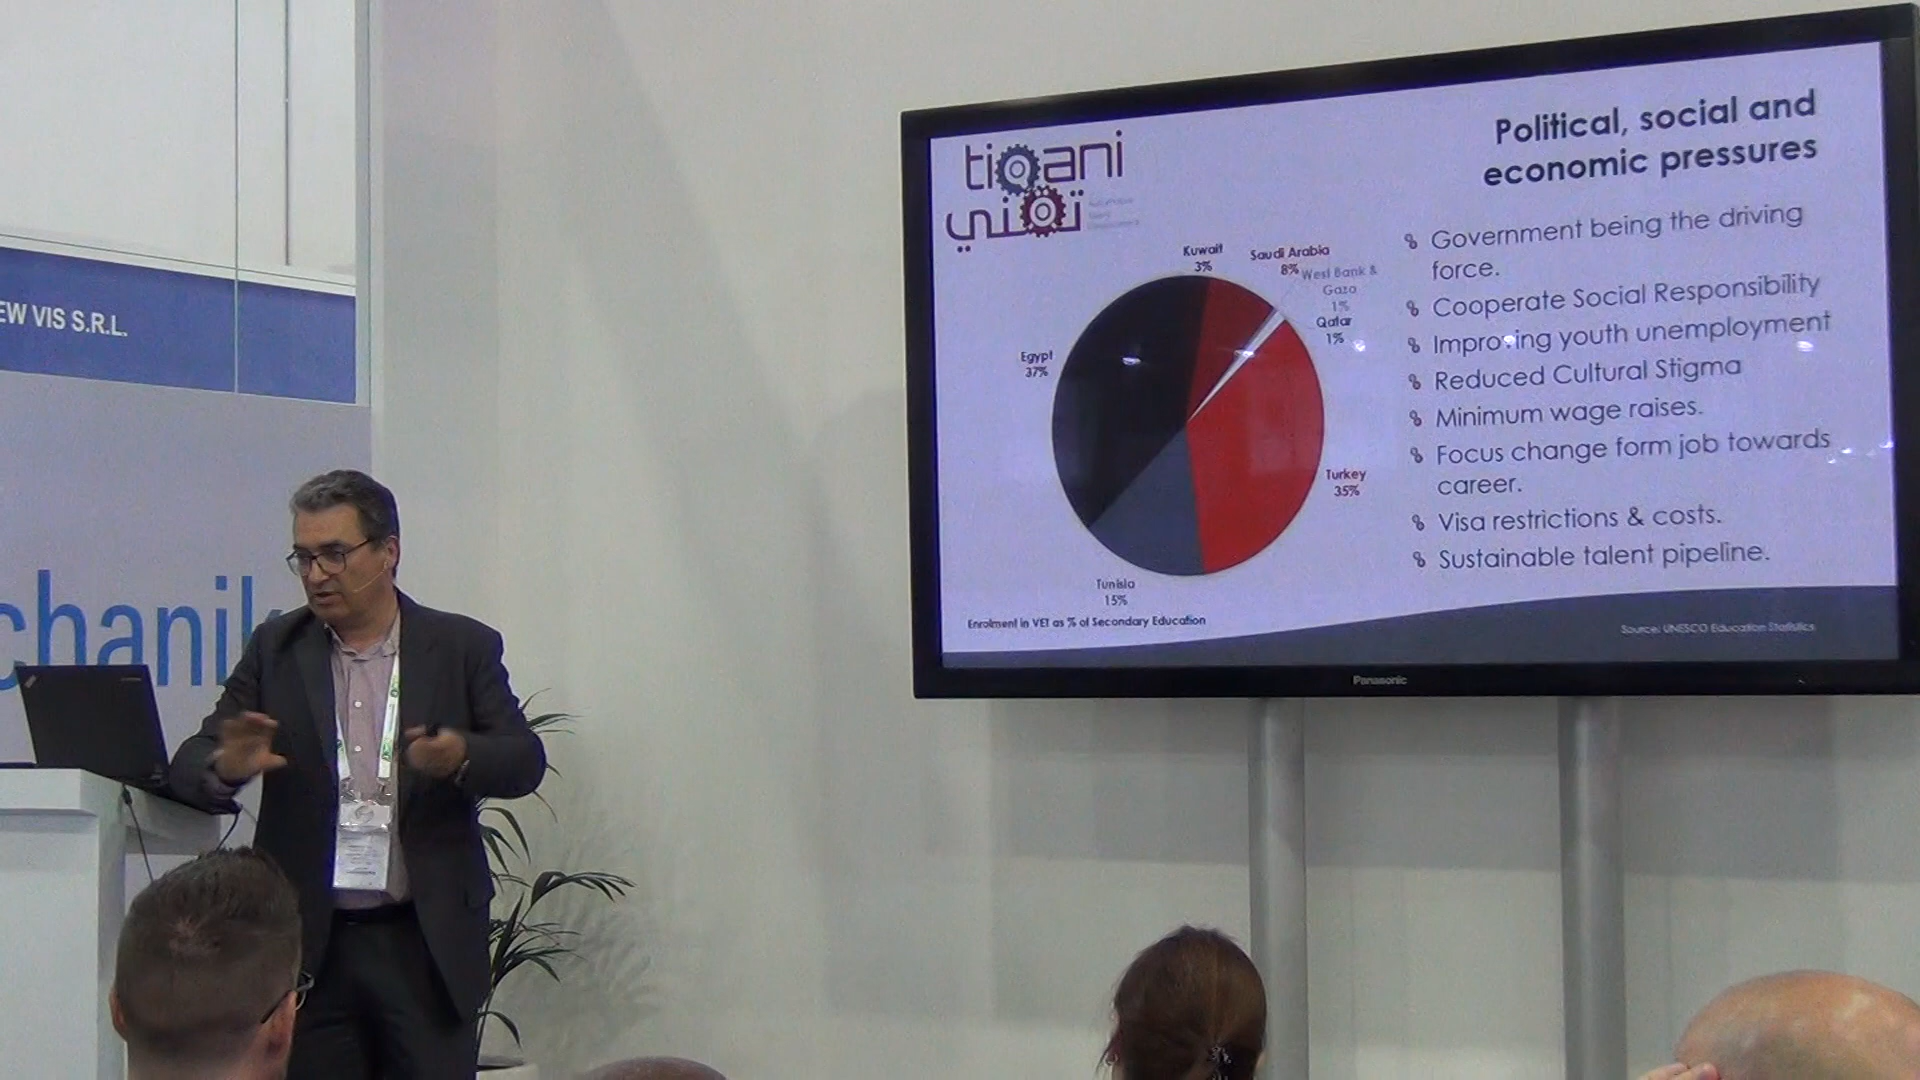 EW VIS S.R.L.
chanik
tiqani
تقني
Political, social and
economic pressures
Kuwait
3%
Saudi Arabia
8%
West Bank &
Gaza
1%
Qatar
1%
Egypt
37%
Turkey
35%
Tunisia
15%
Enrolment in VET as % of Secondary Education
Government being the driving
force.
Cooperate Social Responsibility
Improving youth unemployment
Reduced Cultural Stigma
Minimum wage raises.
Focus change form job towards
career.
Visa restrictions & costs.
Sustainable talent pipeline.
Source: UNESCO Education Statistics
Panasonic